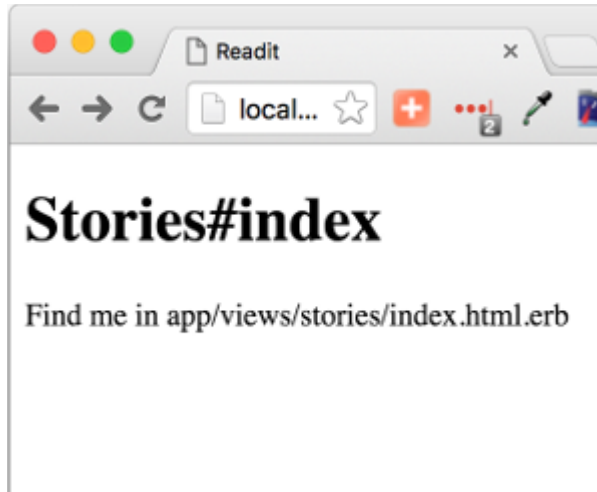 Readit
local...
2
Stories#index
Find me in app/views/stories/index.html.erb